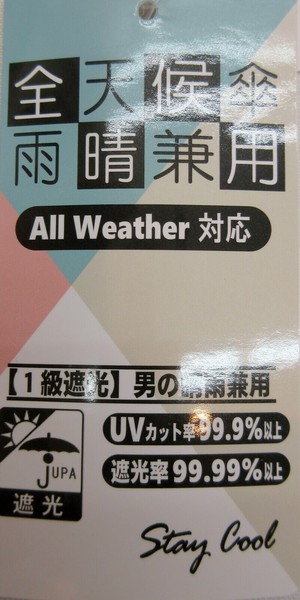 全天候傘
雨晴兼用
All Weather 対応
【1級遮光】男の晴雨兼用
UVカット率99.9%以上
遮光率99.99%以上
JUPA
遮光
Stay Cool